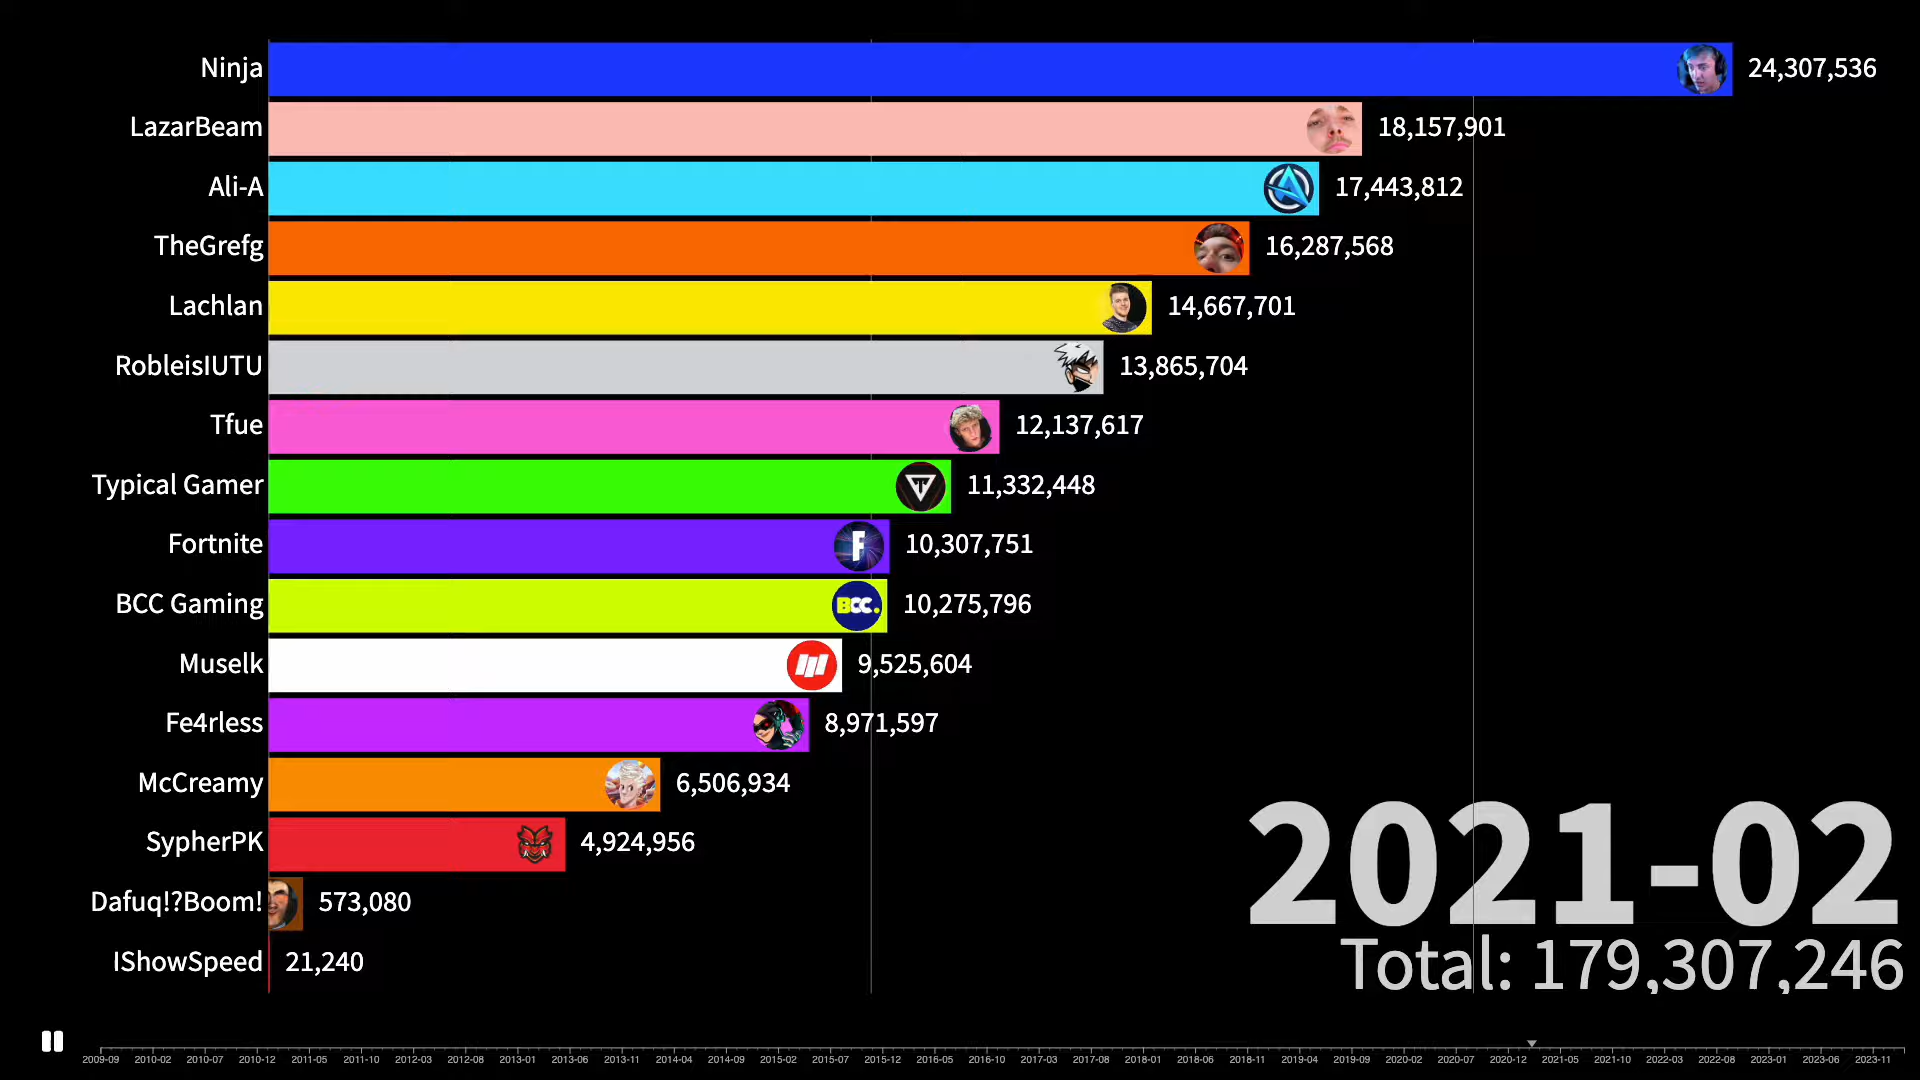 Ninja 24,307,536
LazarBeam 18,157,901
Ali-A 17,443,812
TheGrefg 16,287,568
Lachlan 14,667,701
RobleisIUTU 13,865,704
Tfue 12,137,617
Typical Gamer 11,332,448
Fortnite F 10,307,751
BCC Gaming BCC. 10,275,796
Muselk 9,525,604
Fe4rless 8,971,597
McCreamy 6,506,934
SypherPK 4,924,956
Dafuq!?Boom! 573,080
IShowSpeed 21,240
2021-02
Total: 179,307,246
2009-09 2010-02 2010-07 2010-12 2011-05 2011-10 2012-03 2012-08 2013-01 2013-06 2013-11 2014-04 2014-09 2015-02 2015-07 2015-12 2016-05 2016-10 2017-03 2017-08 2018-01 2018-06 2018-11 2019-04 2019-09 2020-02 2020-07 2020-12 2021-05 2021-10 2022-03 2022-08 2023-01 2023-06 2023-11